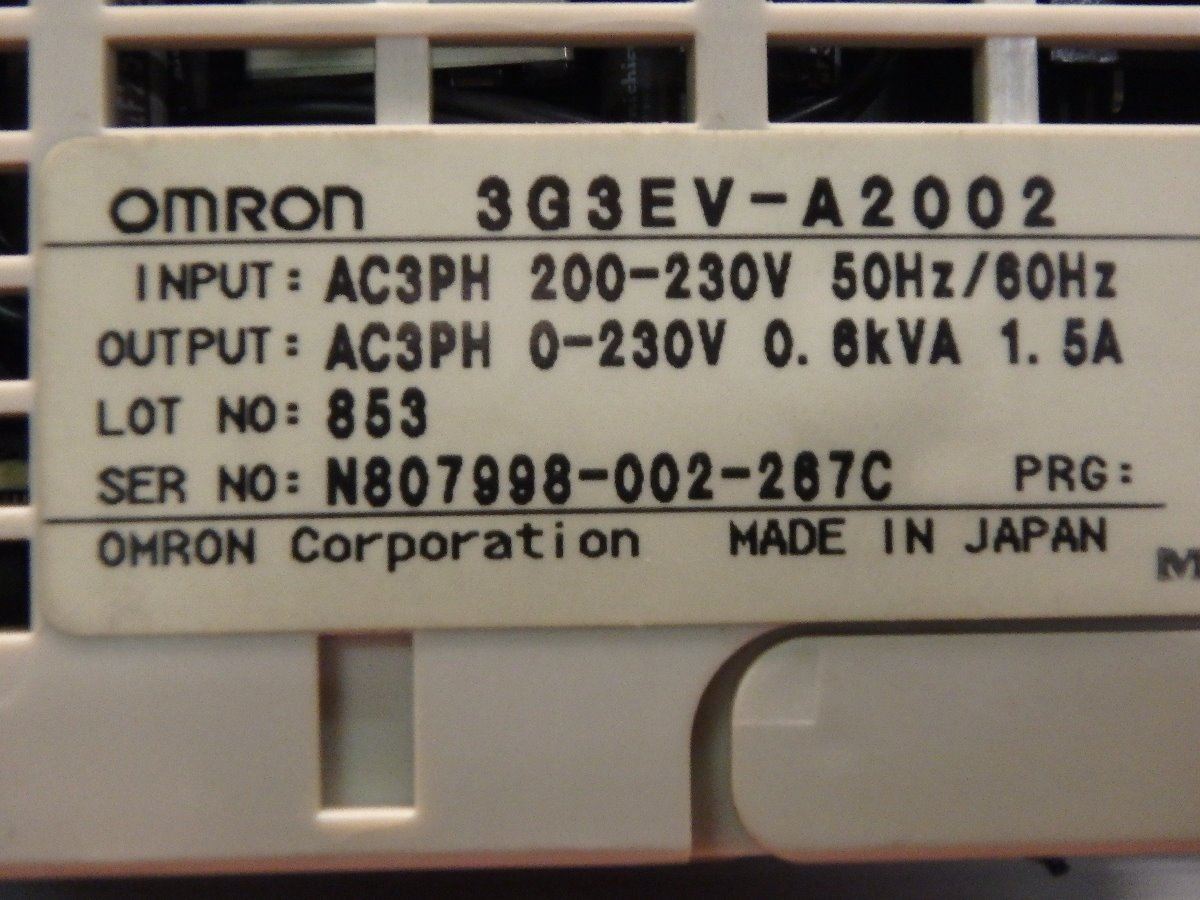 OMRON 3G3EV-A2002
INPUT: AC3PH 200-230V 50Hz/60Hz
OUTPUT: AC3PH 0-230V 0.6kVA 1.5A
LOT NO: 853
SER NO: N807998-002-267C PRG:
OMRON Corporation MADE IN JAPAN
M